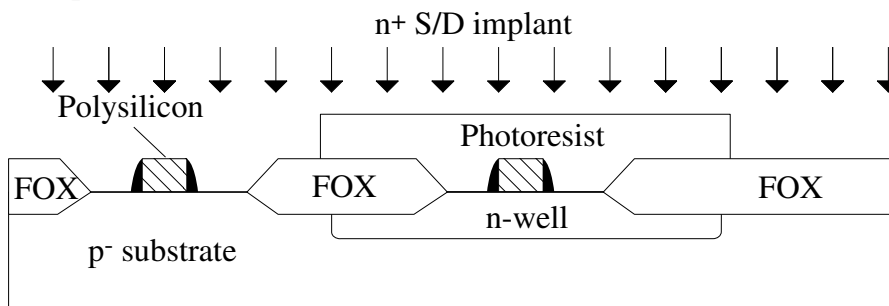 n+ S/D implant
Polysilicon
Photoresist
FOX
FOX
FOX
n-well
p- substrate